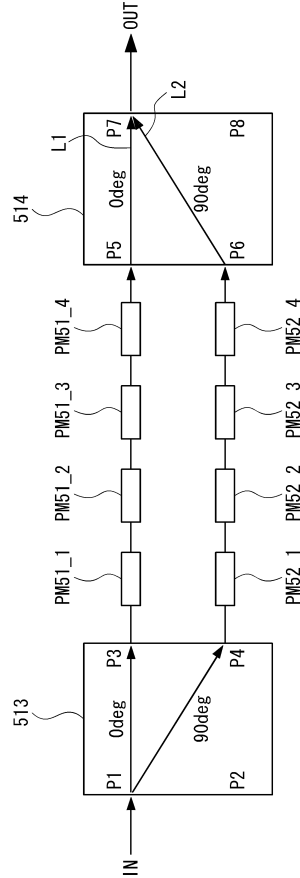 513
514
PM51_1
PM51_2
PM51_3
PM51_4
L1
L2
IN
P1
0deg
P3
P5
0deg
P7
OUT
90deg
90deg
P2
P4
P6
P8
PM52_1
PM52_2
PM52_3
PM52_4